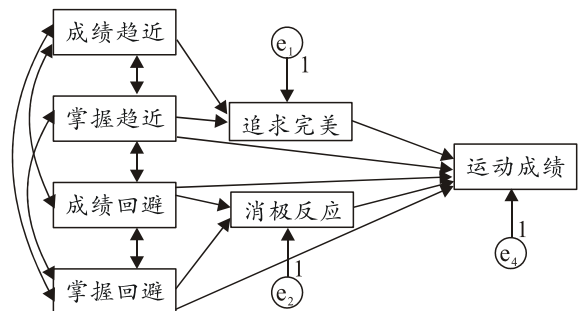 成绩趋近
e1
1
掌握趋近
追求完美
运动成绩
成绩回避
消极反应
1
e4
1
掌握回避
e2